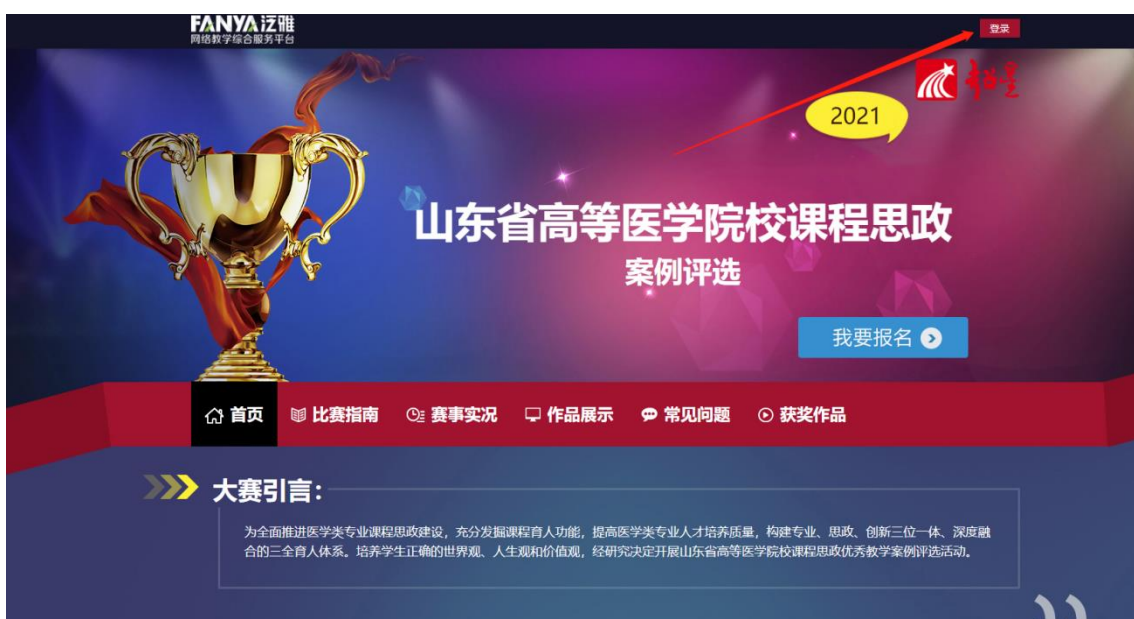 FANYA泛雅
网络教学综合服务平台
登录
学习通
2021
山东省高等医学院校课程思政
案例评选
我要报名
首页
比赛指南
赛事实况
作品展示
常见问题
获奖作品
大赛引言：
为全面推进医学类专业课程思政建设，充分发掘课程育人功能，提高医学类专业人才培养质量，构建专业、思政、创新三位一体、深度融
合的三全育人体系。培养学生正确的世界观、人生观和价值观，经研究决定开展山东省高等医学院校课程思政优秀教学案例评选活动。